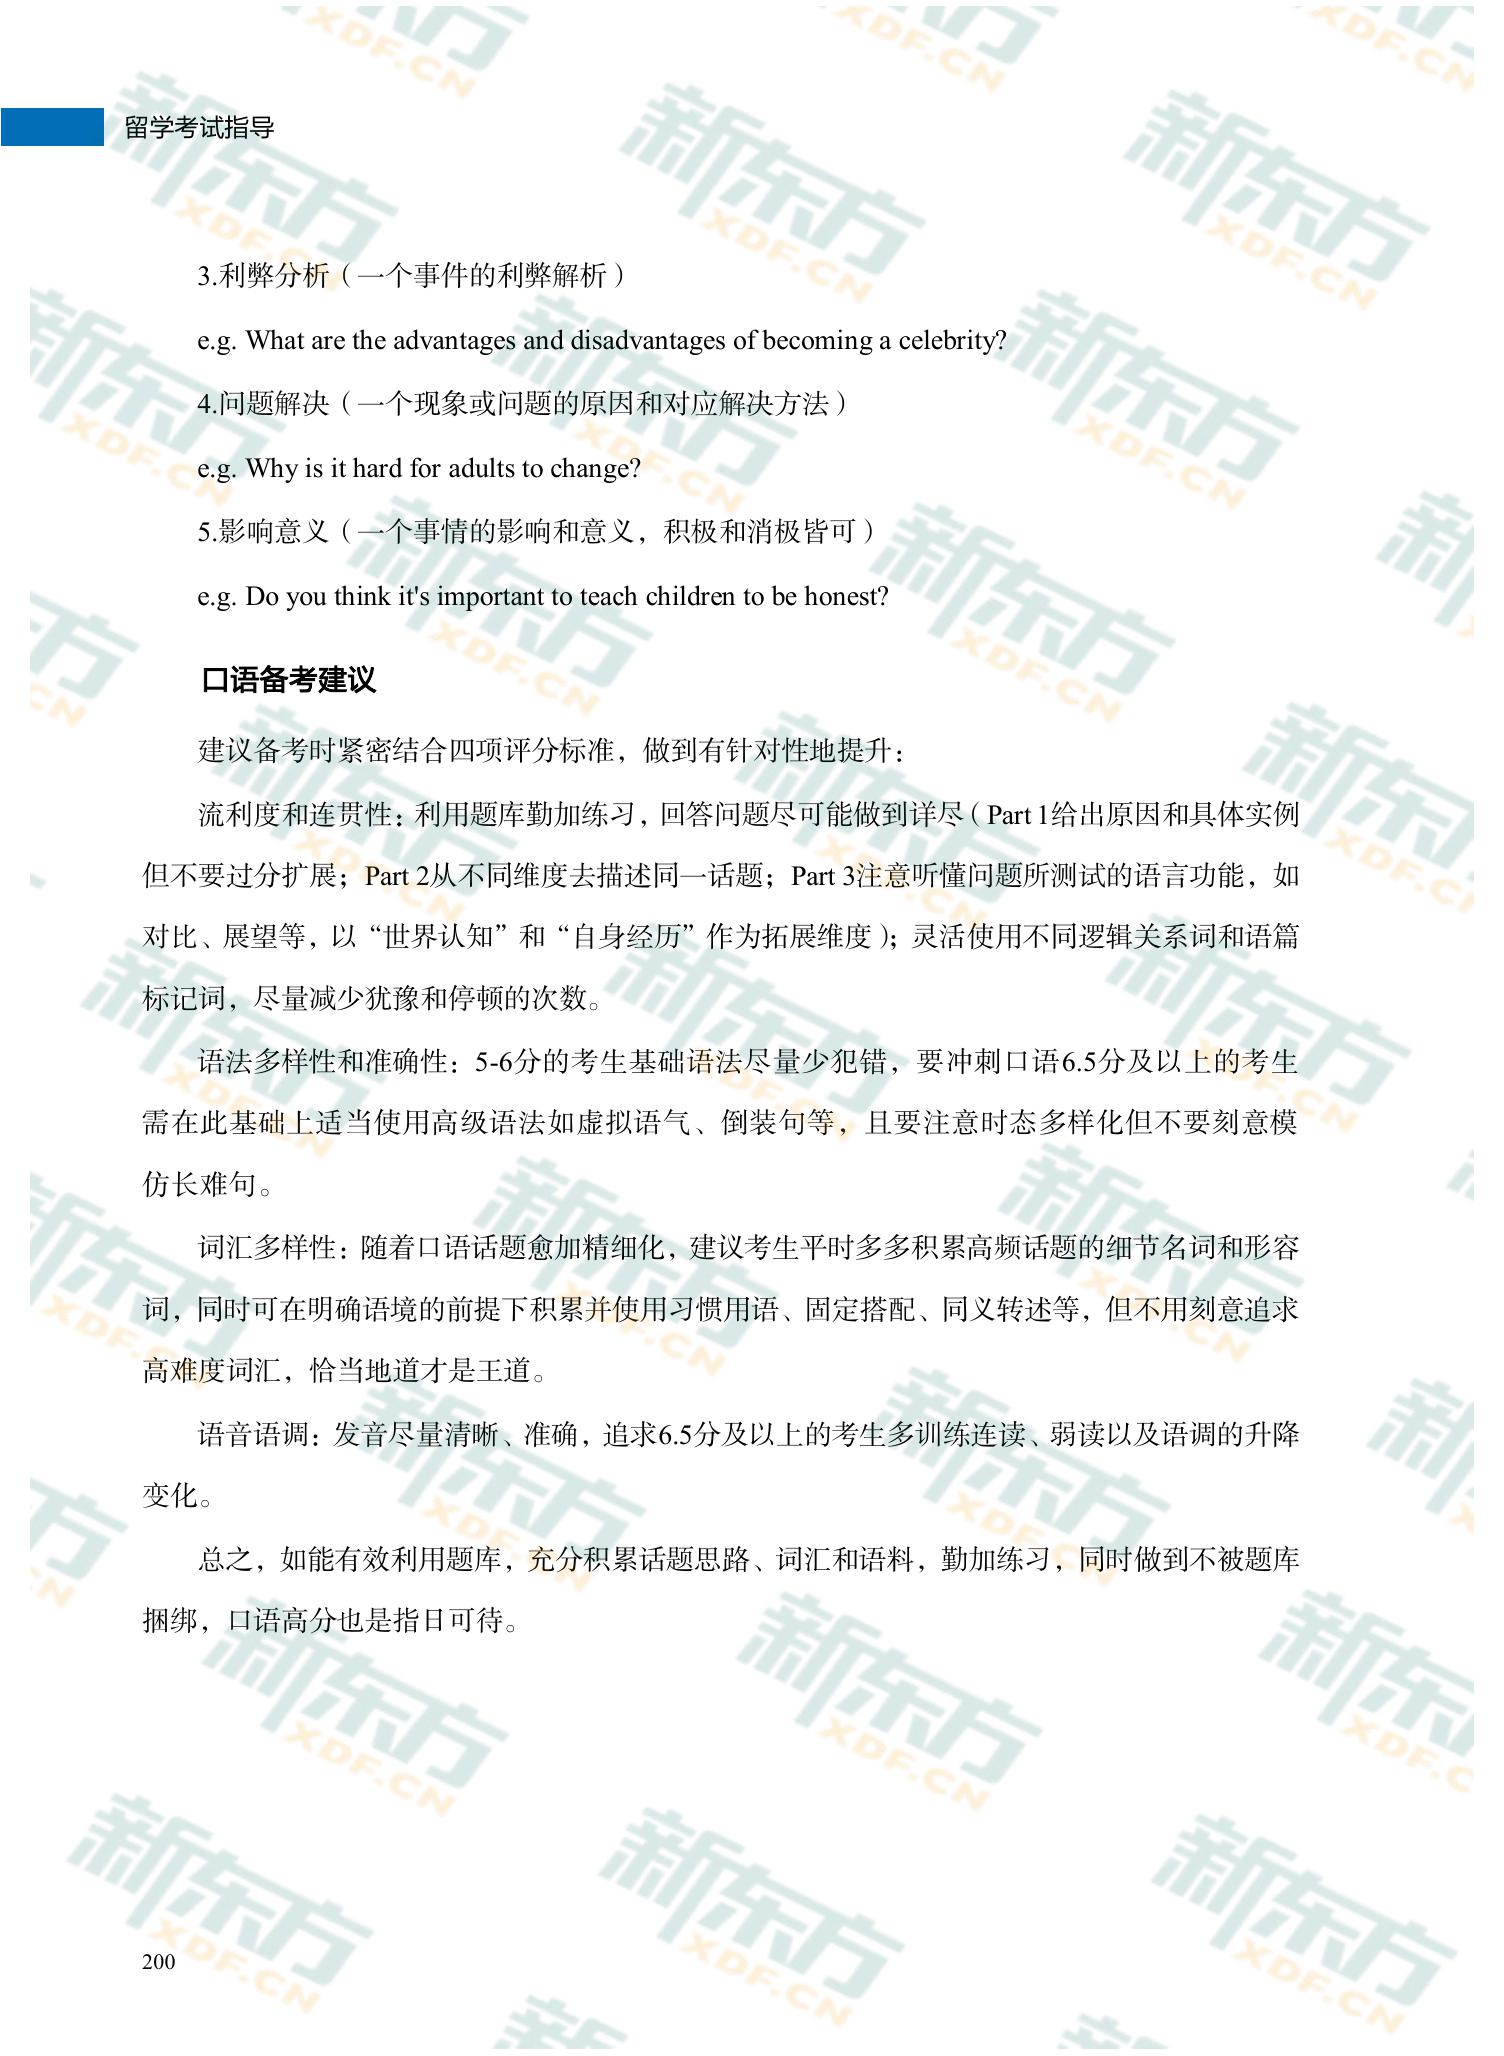 留学考试指导
3.利弊分析（一个事件的利弊解析）
e.g. What are the advantages and disadvantages of becoming a celebrity?
4.问题解决（一个现象或问题的原因和对应解决方法）
e.g. Why is it hard for adults to change?
5.影响意义（一个事情的影响和意义，积极和消极皆可）
e.g. Do you think it's important to teach children to be honest?
口语备考建议
建议备考时紧密结合四项评分标准，做到有针对性地提升：
流利度和连贯性：利用题库勤加练习，回答问题尽可能做到详尽（Part 1给出原因和具体实例
但不要过分扩展；Part 2从不同维度去描述同一话题；Part 3注意听懂问题所测试的语言功能，如
对比、展望等，以“世界认知”和“自身经历”作为拓展维度）；灵活使用不同逻辑关系词和语篇
标记词，尽量减少犹豫和停顿的次数。
语法多样性和准确性：5-6分的考生基础语法尽量少犯错，要冲刺口语6.5分及以上的考生
需在此基础上适当使用高级语法如虚拟语气、倒装句等，且要注意时态多样化但不要刻意模
仿长难句。
词汇多样性：随着口语话题愈加精细化，建议考生平时多多积累高频话题的细节名词和形容
词，同时可在明确语境的前提下积累并使用习惯用语、固定搭配、同义转述等，但不用刻意追求
高难度词汇，恰当地道才是王道。
语音语调：发音尽量清晰、准确，追求6.5分及以上的考生多训练连读、弱读以及语调的升降
变化。
总之，如能有效利用题库，充分积累话题思路、词汇和语料，勤加练习，同时做到不被题库
捆绑，口语高分也是指日可待。
200
新东方
XDF.CN